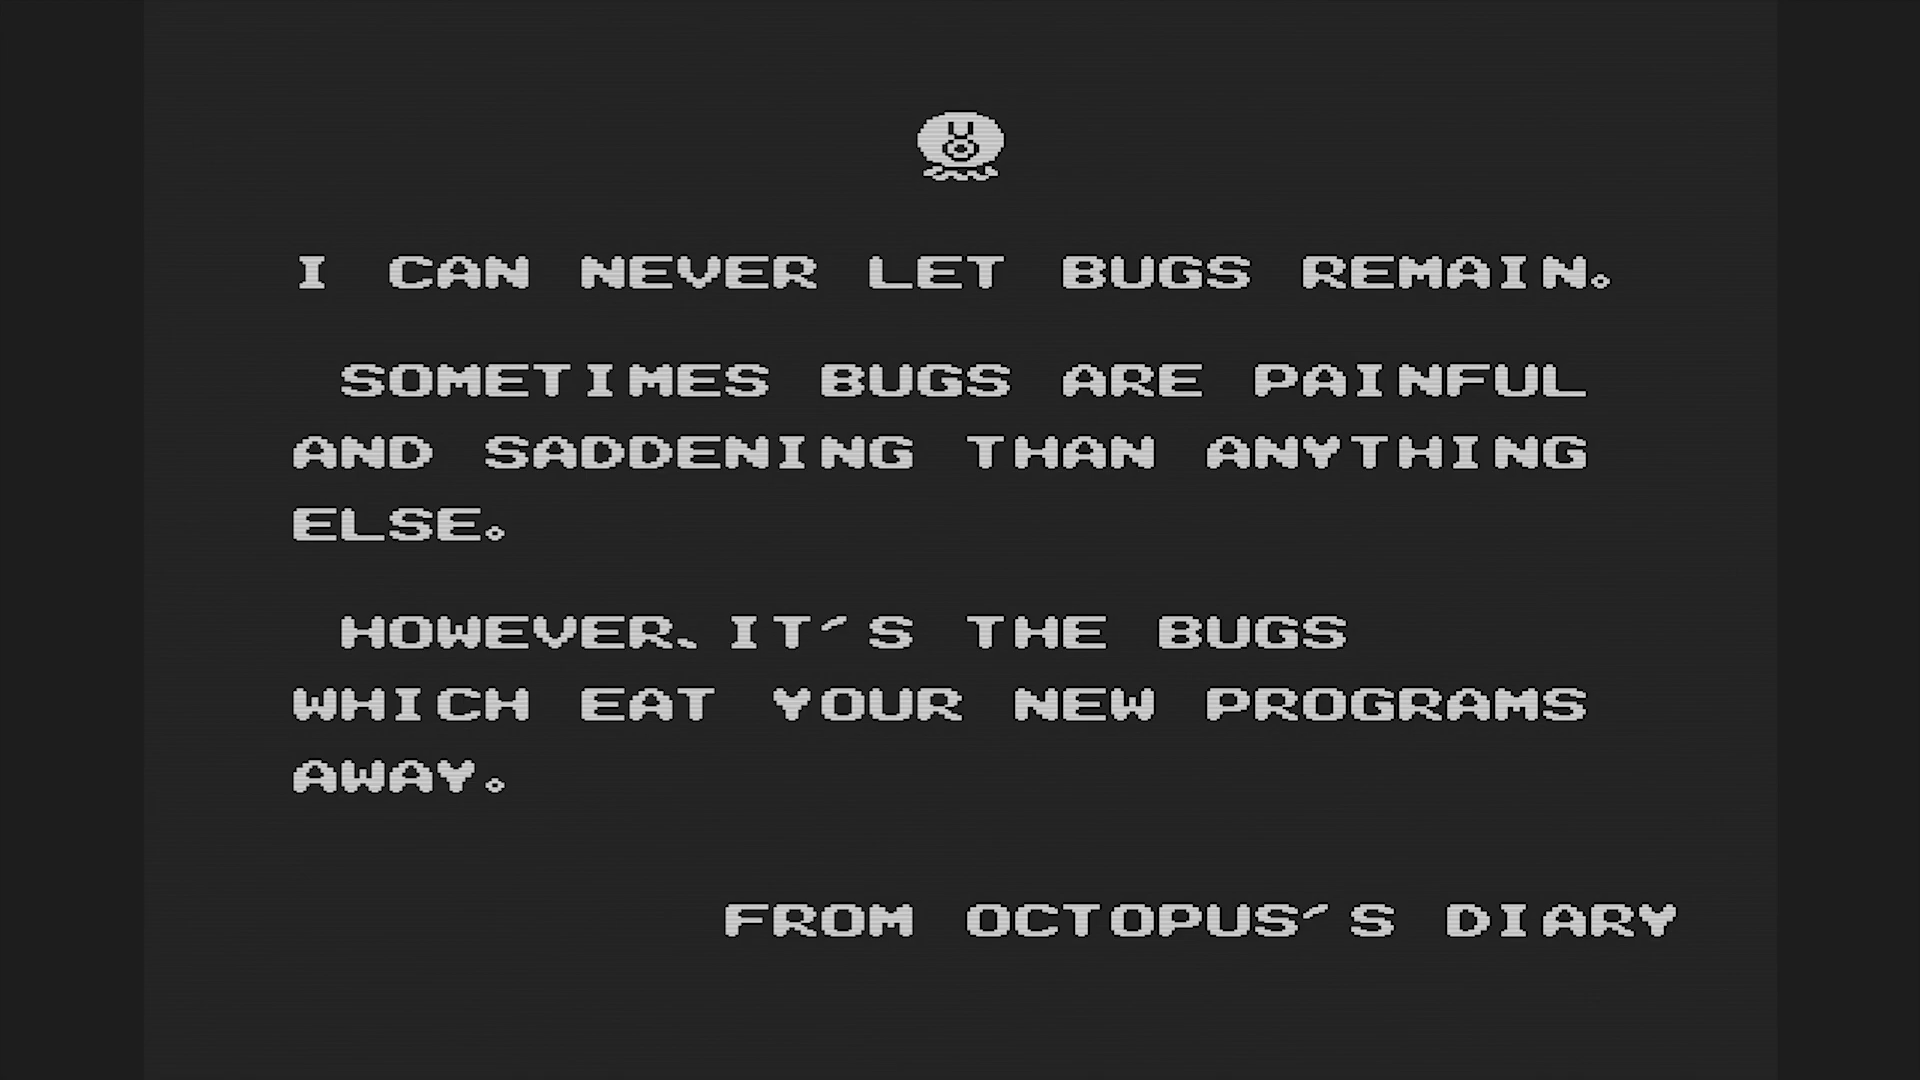 I CAN NEVER LET BUGS REMAIN。
SOMETIMES BUGS ARE PAINFUL
AND SADDENING THAN ANYTHING
ELSE。
HOWEVER、IT´S THE BUGS
WHICH EAT YOUR NEW PROGRAMS
AWAY。
FROM OCTOPUS´S DIARY